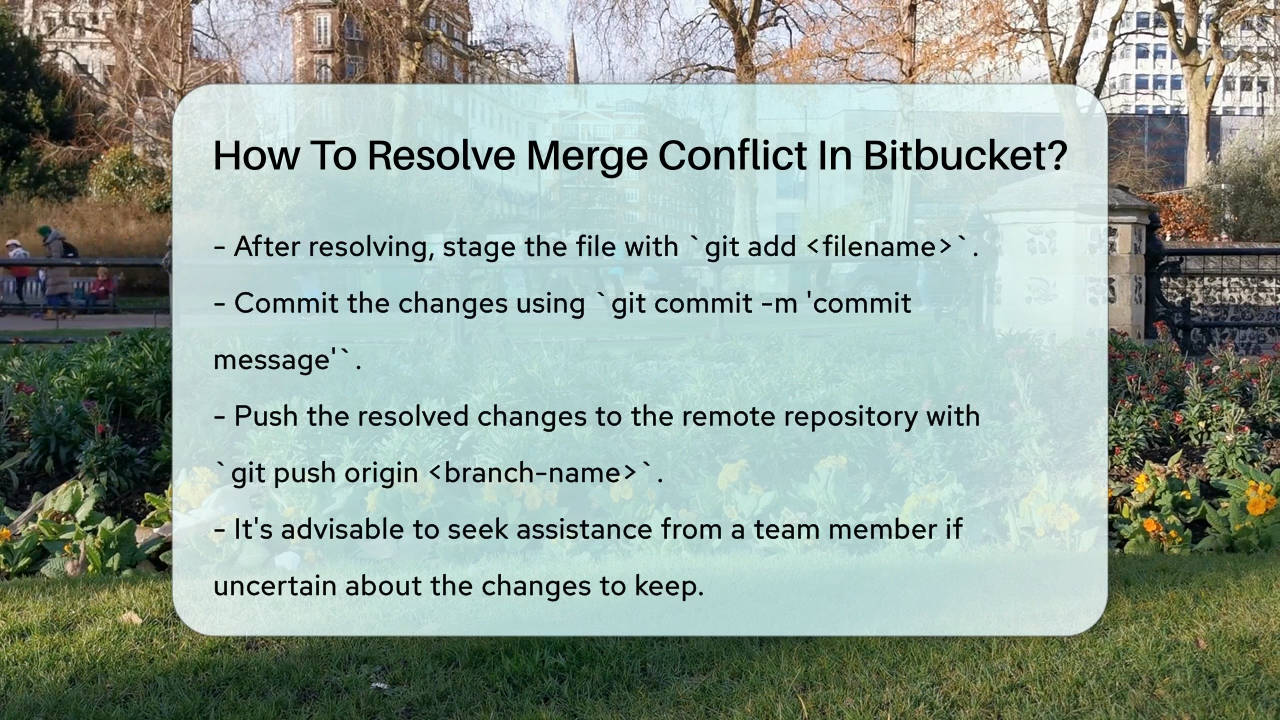 How To Resolve Merge Conflict In Bitbucket?
- After resolving, stage the file with `git add <filename>`.
- Commit the changes using `git commit -m 'commit
message'`.
- Push the resolved changes to the remote repository with
`git push origin <branch-name>`.
- It's advisable to seek assistance from a team member if
uncertain about the changes to keep.